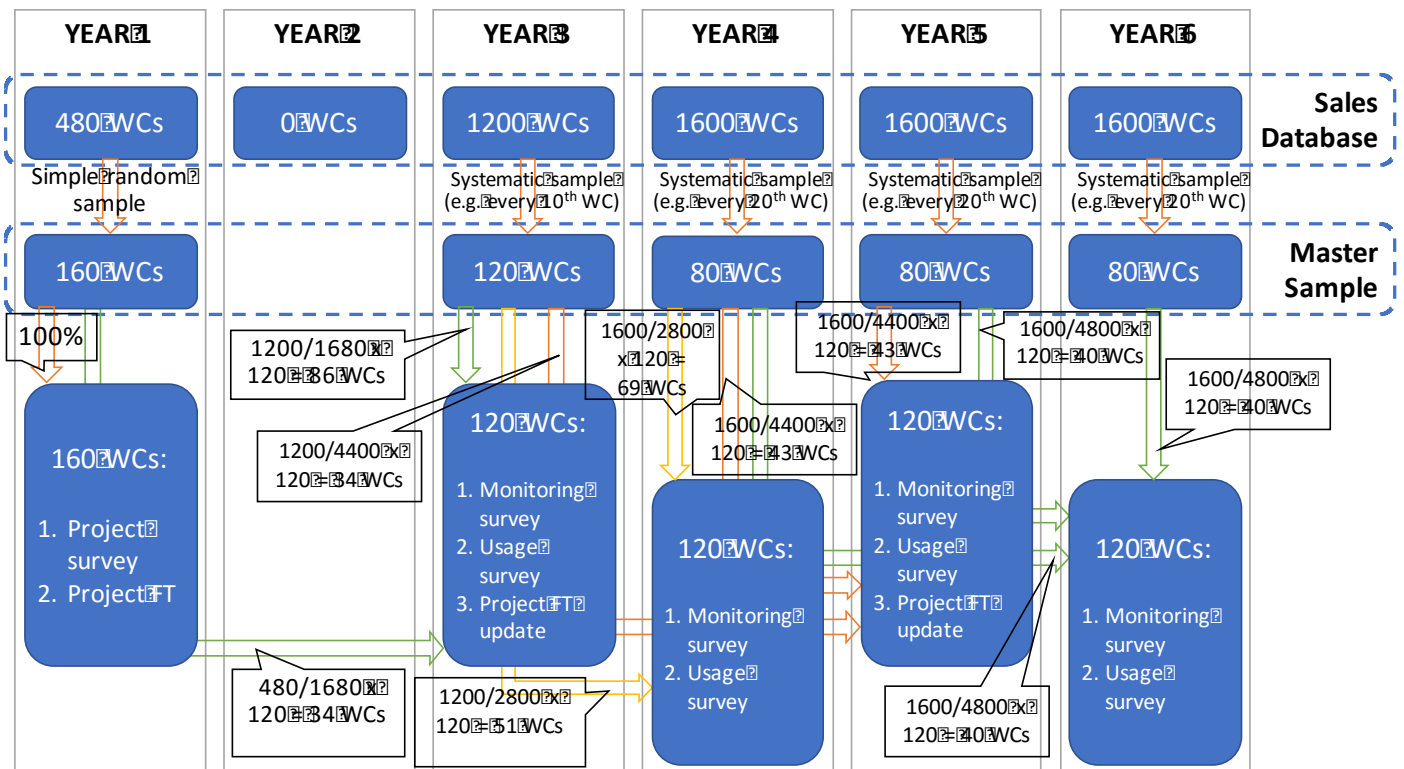 YEAR 1
YEAR 2
YEAR 3
YEAR 4
YEAR 5
YEAR 6
480 WCs
0 WCs
1200 WCs
1600 WCs
1600 WCs
1600 WCs
Sales
Database
Simple random
sample
Systematic sample
(e.g. every 10th WC)
Systematic sample
(e.g. every 20th WC)
Systematic sample
(e.g. every 20th WC)
Systematic sample
(e.g. every 20th WC)
160 WCs
120 WCs
80 WCs
80 WCs
80 WCs
Master
Sample
100%
1200/1680 x
120 = 86 WCs
1600/2800
x 120 =
69 WCs
1600/4400 x
120 = 43 WCs
1600/4800 x
120 = 40 WCs
1600/4800 x
120 = 40 WCs
1200/4400 x
120 = 34 WCs
1600/4400 x
120 = 43 WCs
160 WCs:
1. Project
survey
2. Project FT
120 WCs:
1. Monitoring
survey
2. Usage
survey
3. Project FT
update
120 WCs:
1. Monitoring
survey
2. Usage
survey
120 WCs:
1. Monitoring
survey
2. Usage
survey
3. Project FT
update
120 WCs:
1. Monitoring
survey
2. Usage
survey
480/1680 x
120 = 34 WCs
1200/2800 x
120 = 51 WCs
1600/4800 x
120 = 40 WCs